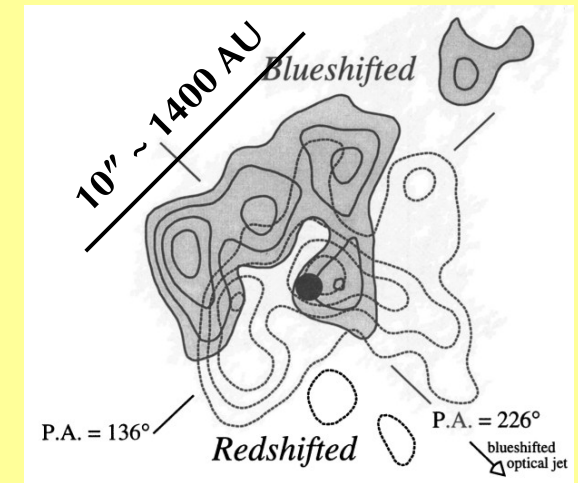 10″ ~ 1400 AU
Blueshifted
P.A. = 136°
Redshifted
P.A. = 226°
blueshifted
optical jet